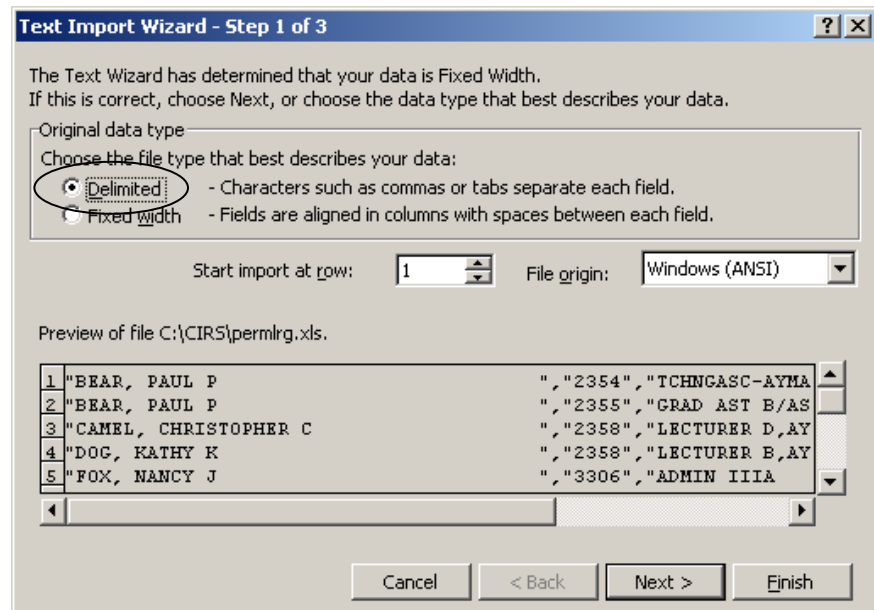 Text Import Wizard - Step 1 of 3
The Text Wizard has determined that your data is Fixed Width.
If this is correct, choose Next, or choose the data type that best describes your data.
Original data type
Choose the file type that best describes your data:
Delimited - Characters such as commas or tabs separate each field.
Fixed width - Fields are aligned in columns with spaces between each field.
Start import at row: 1 File origin: Windows (ANSI)
Preview of file C:\CIRS\permlrg.xls.
1 "BEAR, PAUL P ","2354","TCHNGASC-AYMA
2 "BEAR, PAUL P ","2355","GRAD AST B/AS
3 "CAMEL, CHRISTOPHER C ","2358","LECTURER D,AY
4 "DOG, KATHY K ","2358","LECTURER B,AY
5 "FOX, NANCY J ","3306","ADMIN IIIA
Cancel < Back Next > Finish